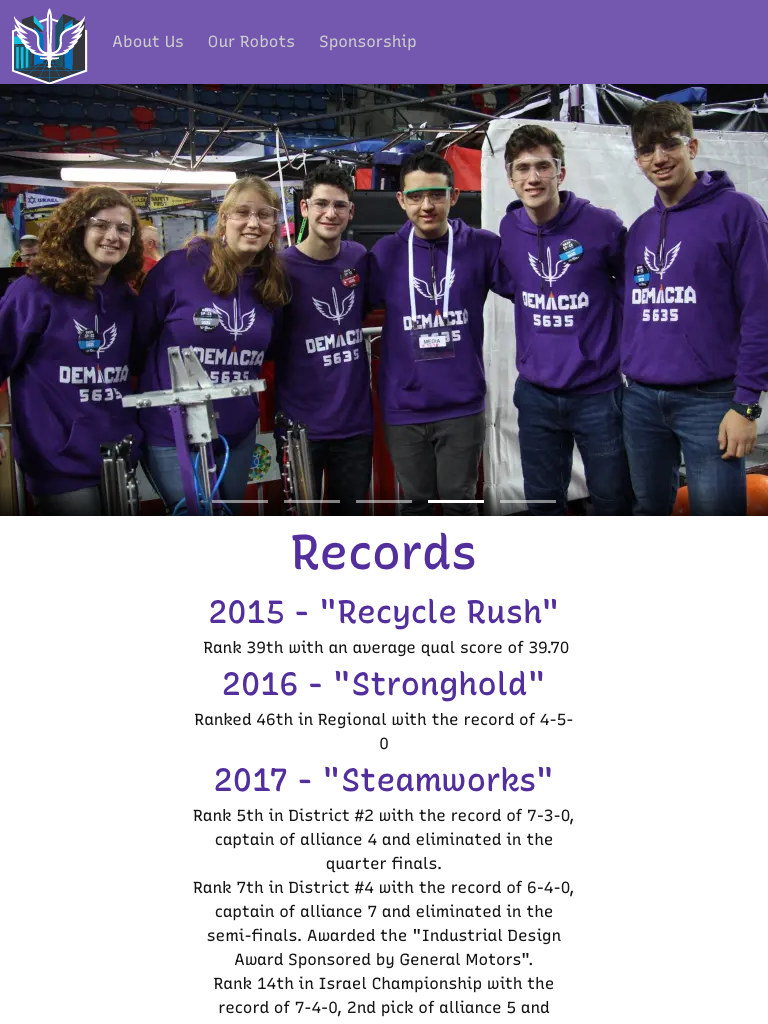 About Us Our Robots Sponsorship
ISRAEL
SAFETY FIRST
DEMACIA
5635
DEMACIA
5635
DEMACIA
5635
DEMACIA
5635
MEDIA
DEMACIA
5635
DEMACIA
5635
Records
2015 - "Recycle Rush"
Rank 39th with an average qual score of 39.70
2016 - "Stronghold"
Ranked 46th in Regional with the record of 4-5-
0
2017 - "Steamworks"
Rank 5th in District #2 with the record of 7-3-0,
captain of alliance 4 and eliminated in the
quarter finals.
Rank 7th in District #4 with the record of 6-4-0,
captain of alliance 7 and eliminated in the
semi-finals. Awarded the "Industrial Design
Award Sponsored by General Motors".
Rank 14th in Israel Championship with the
record of 7-4-0, 2nd pick of alliance 5 and